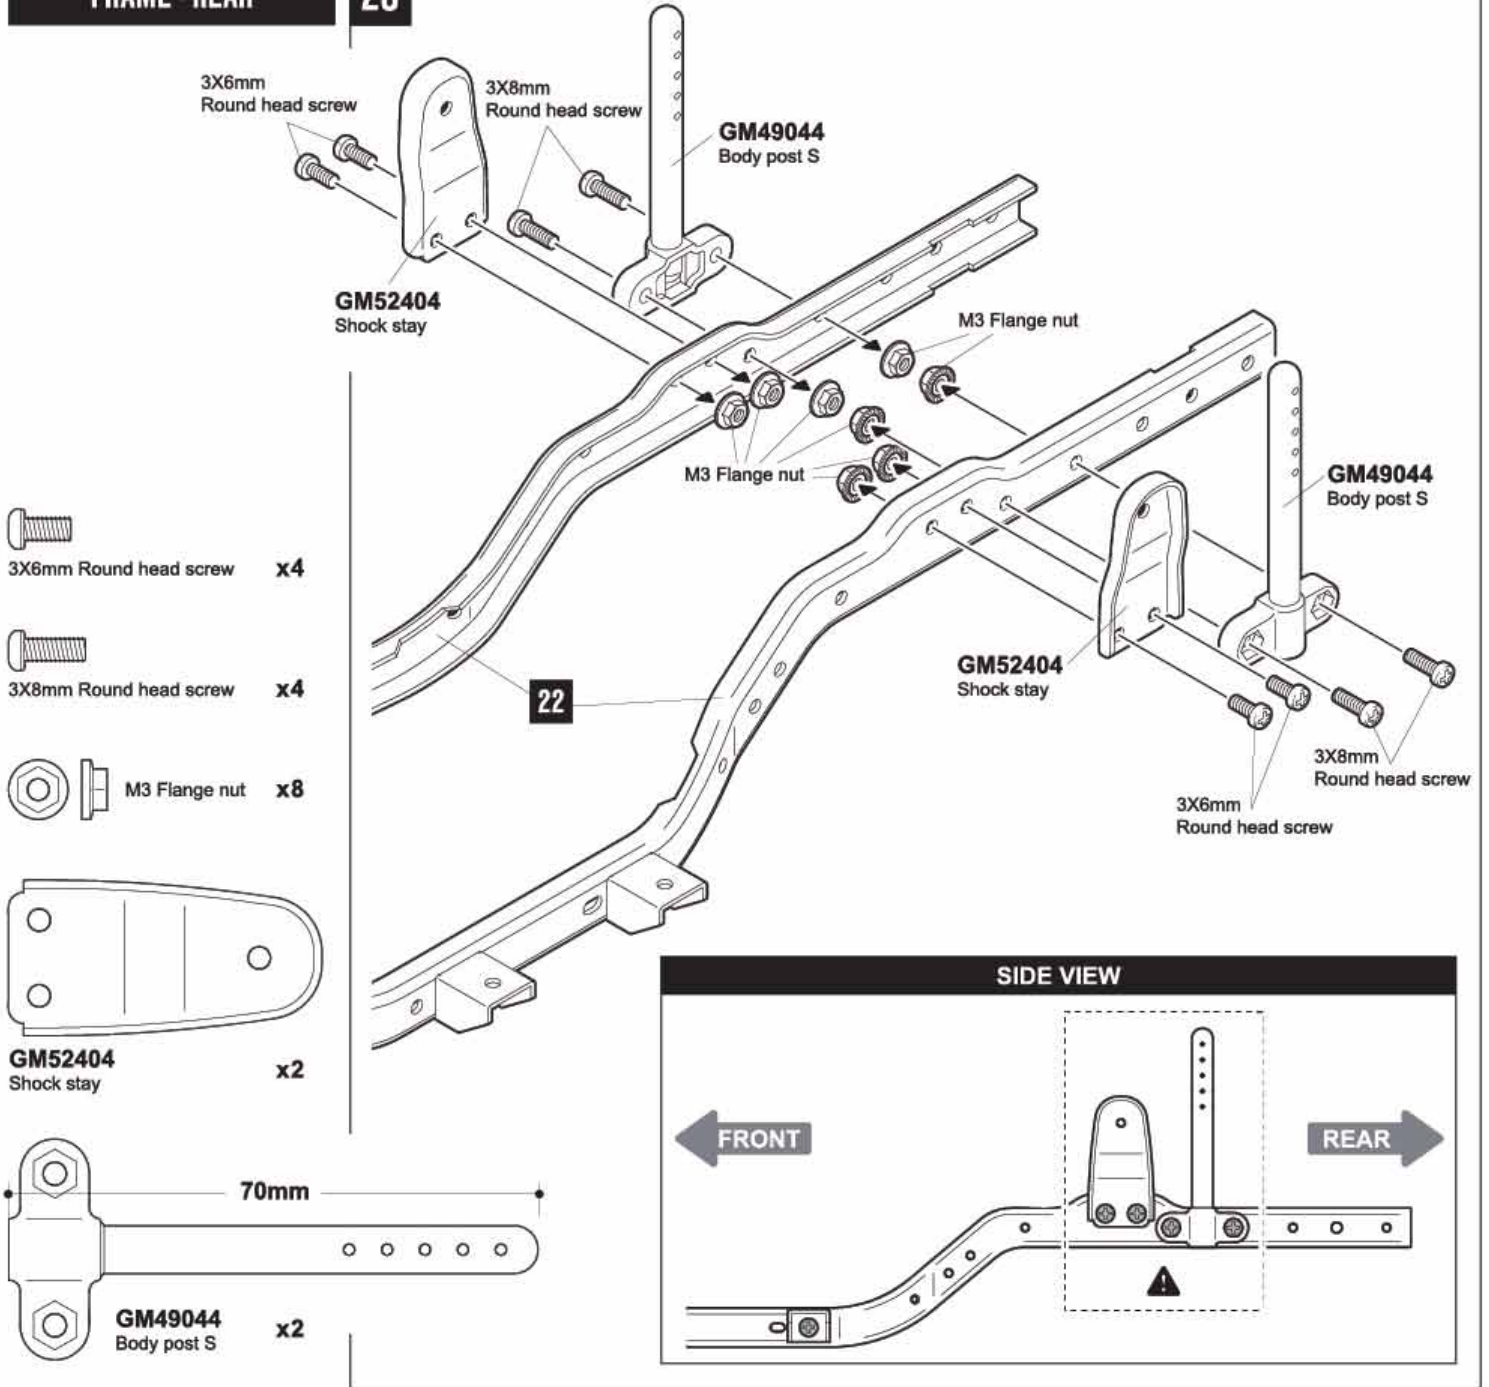 FRAME - REAR
3X6mm
Round head screw
3X8mm
Round head screw
GM49044
Body post S
GM52404
Shock stay
M3 Flange nut
M3 Flange nut
GM49044
Body post S
GM52404
Shock stay
22
3X8mm
Round head screw
3X6mm
Round head screw
3X6mm Round head screw x4
3X8mm Round head screw x4
M3 Flange nut x8
GM52404
Shock stay x2
70mm
GM49044
Body post S x2
SIDE VIEW
FRONT
REAR